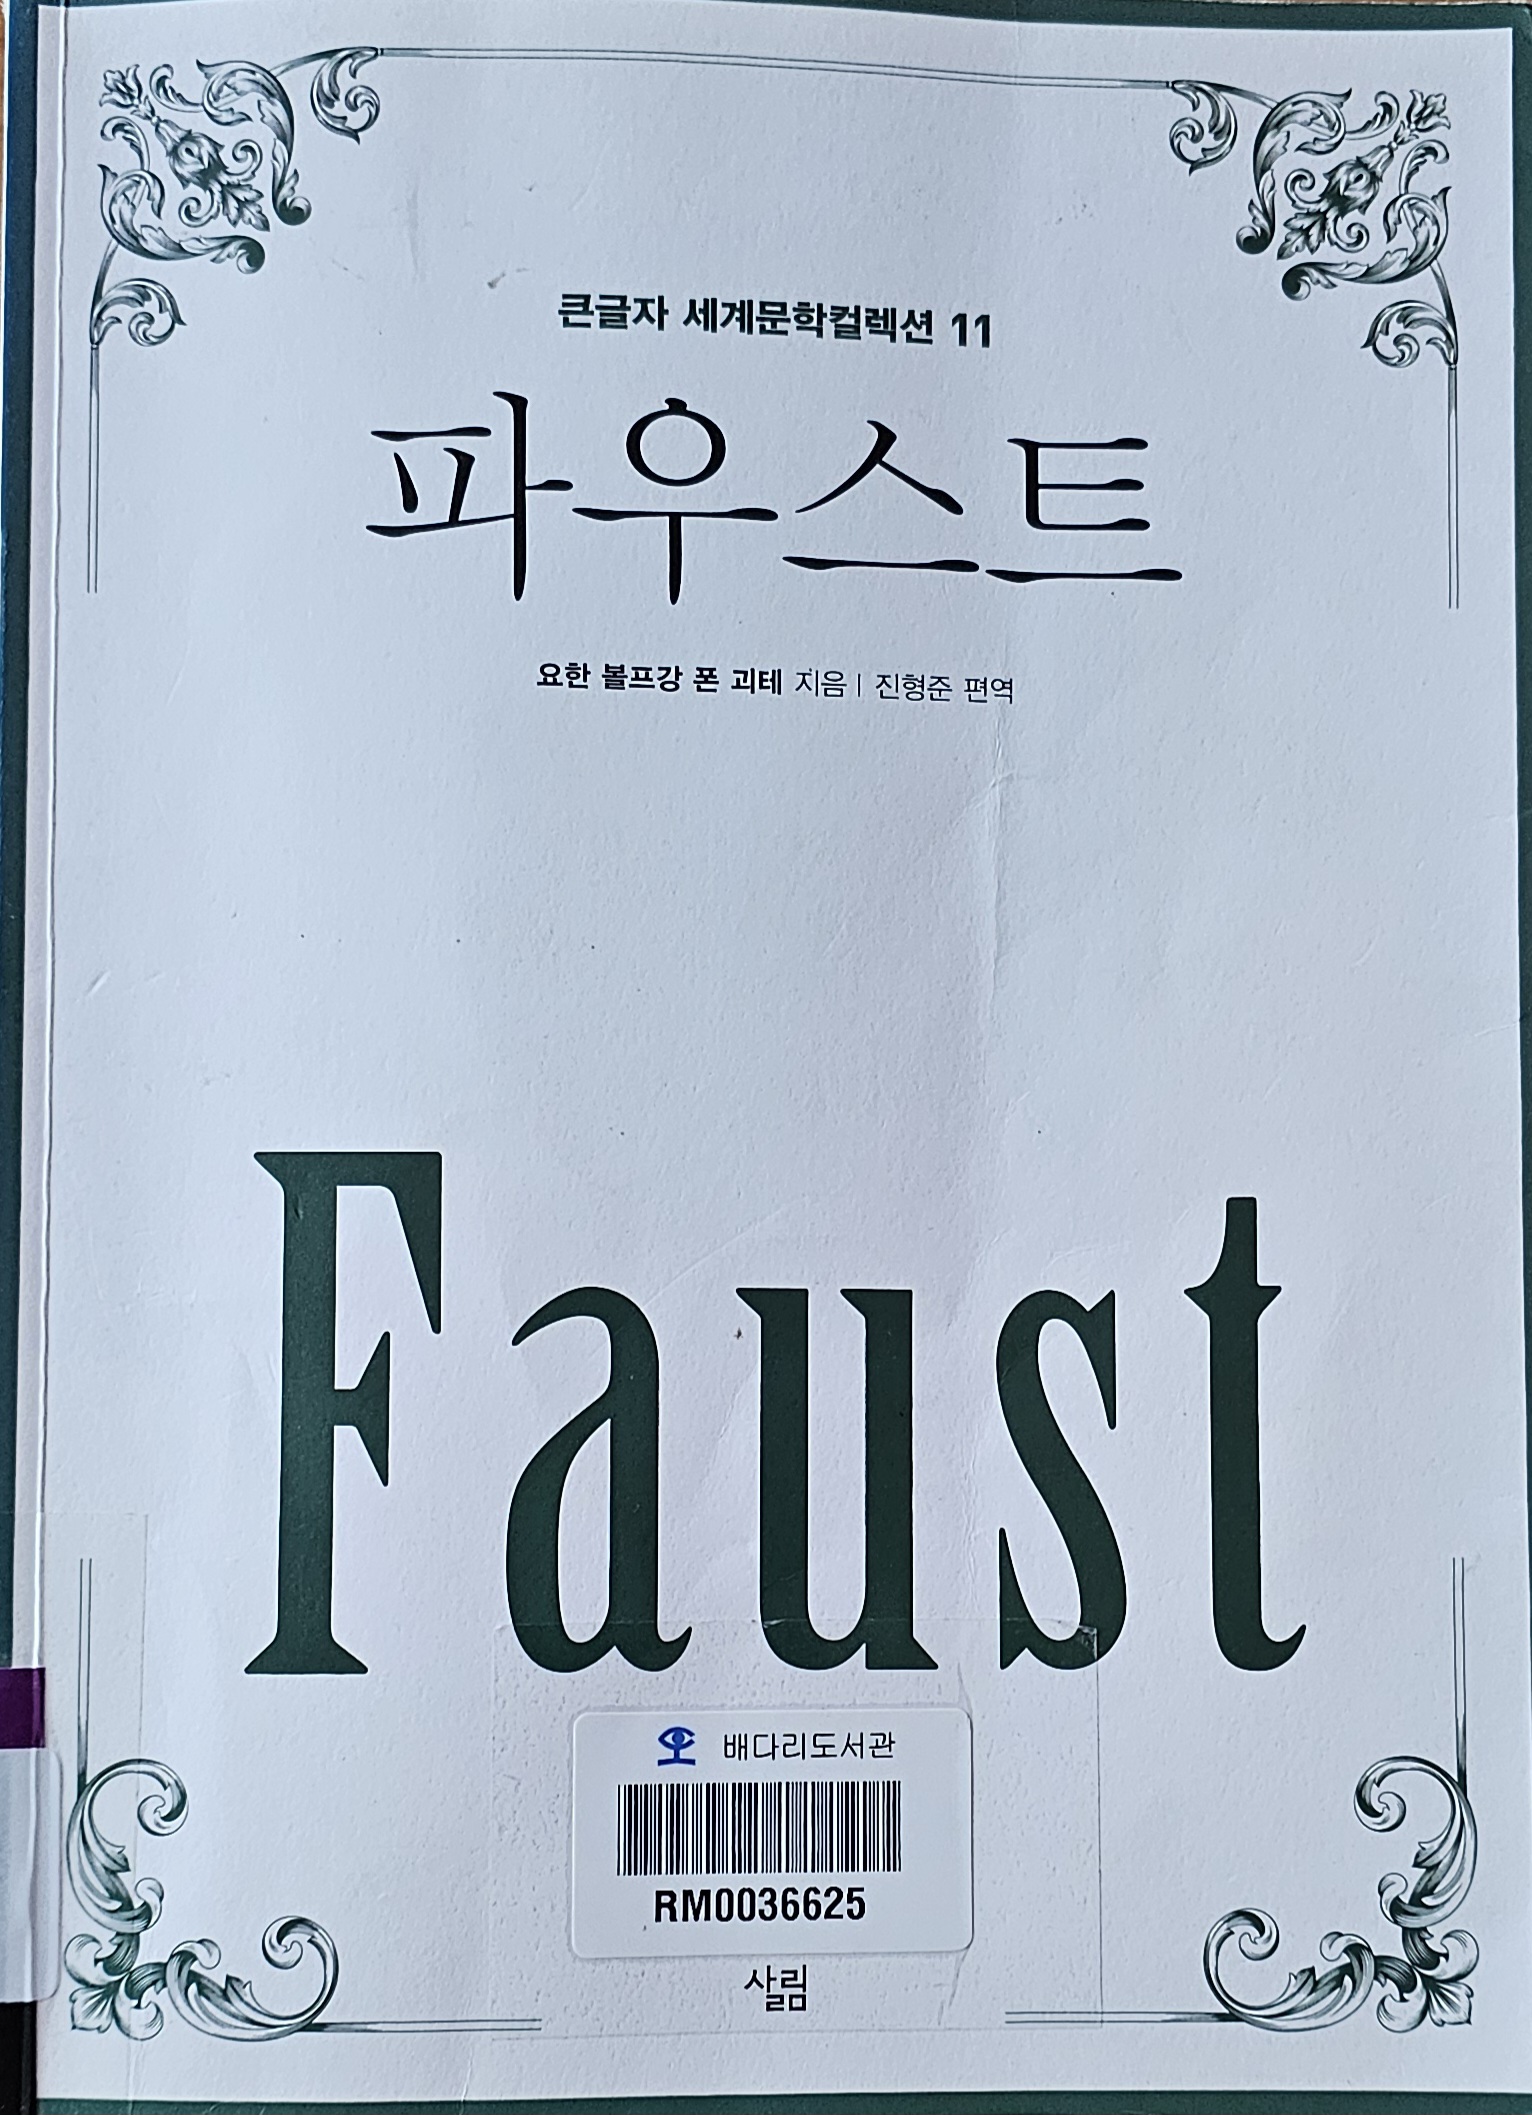 큰글자 세계문학컬렉션 11
파우스트
요한 볼프강 폰 괴테 지음 | 진형준 편역
Faust
배다리도서관
RM0036625
살림